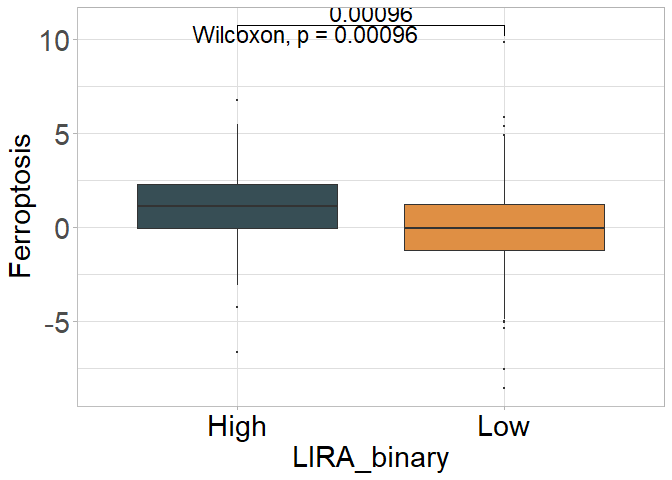 0.00096
Wilcoxon, p = 0.00096
10
5
0
-5
Ferroptosis
High Low
LIRA_binary